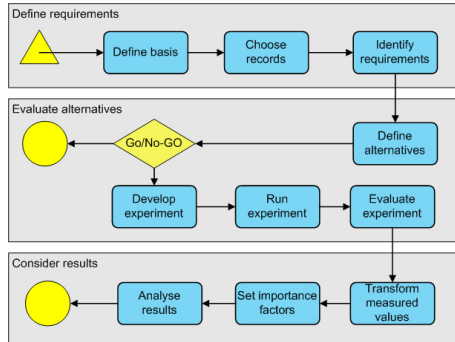 Define requirements
Define basis
Choose
records
Identify
requirements
Evaluate alternatives
Go/No-GO
Define
alternatives
Develop
experiment
Run
experiment
Evaluate
experiment
Consider results
Analyse
results
Set importance
factors
Transform
measured
values